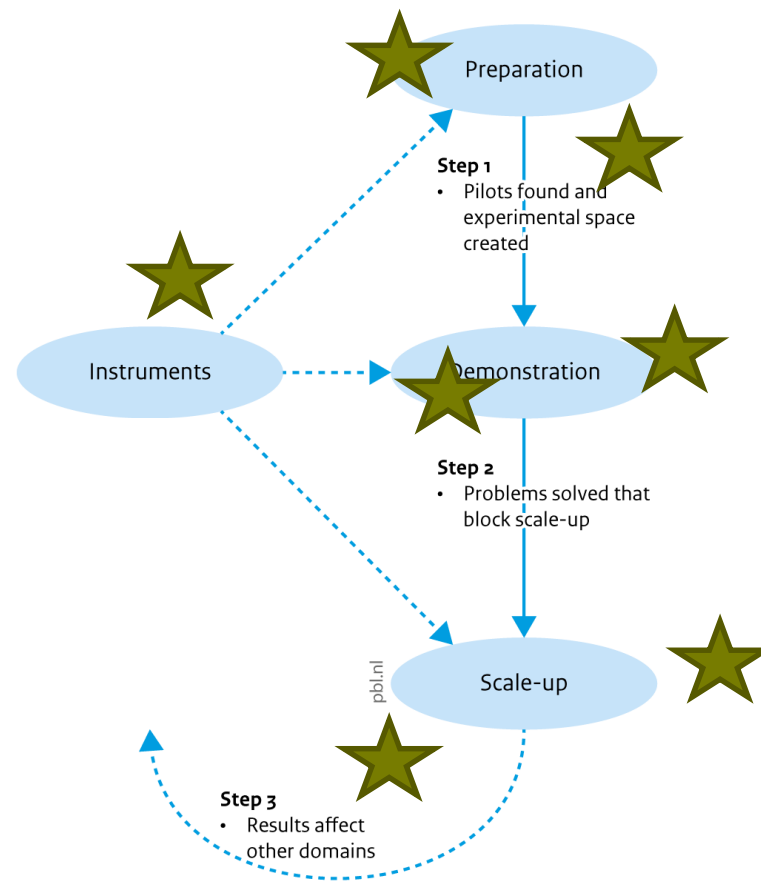 Preparation
Step 1
• Pilots found and
experimental space
created
Instruments
Demonstration
Step 2
• Problems solved that
block scale-up
Scale-up
pbl.nl
Step 3
• Results affect
other domains